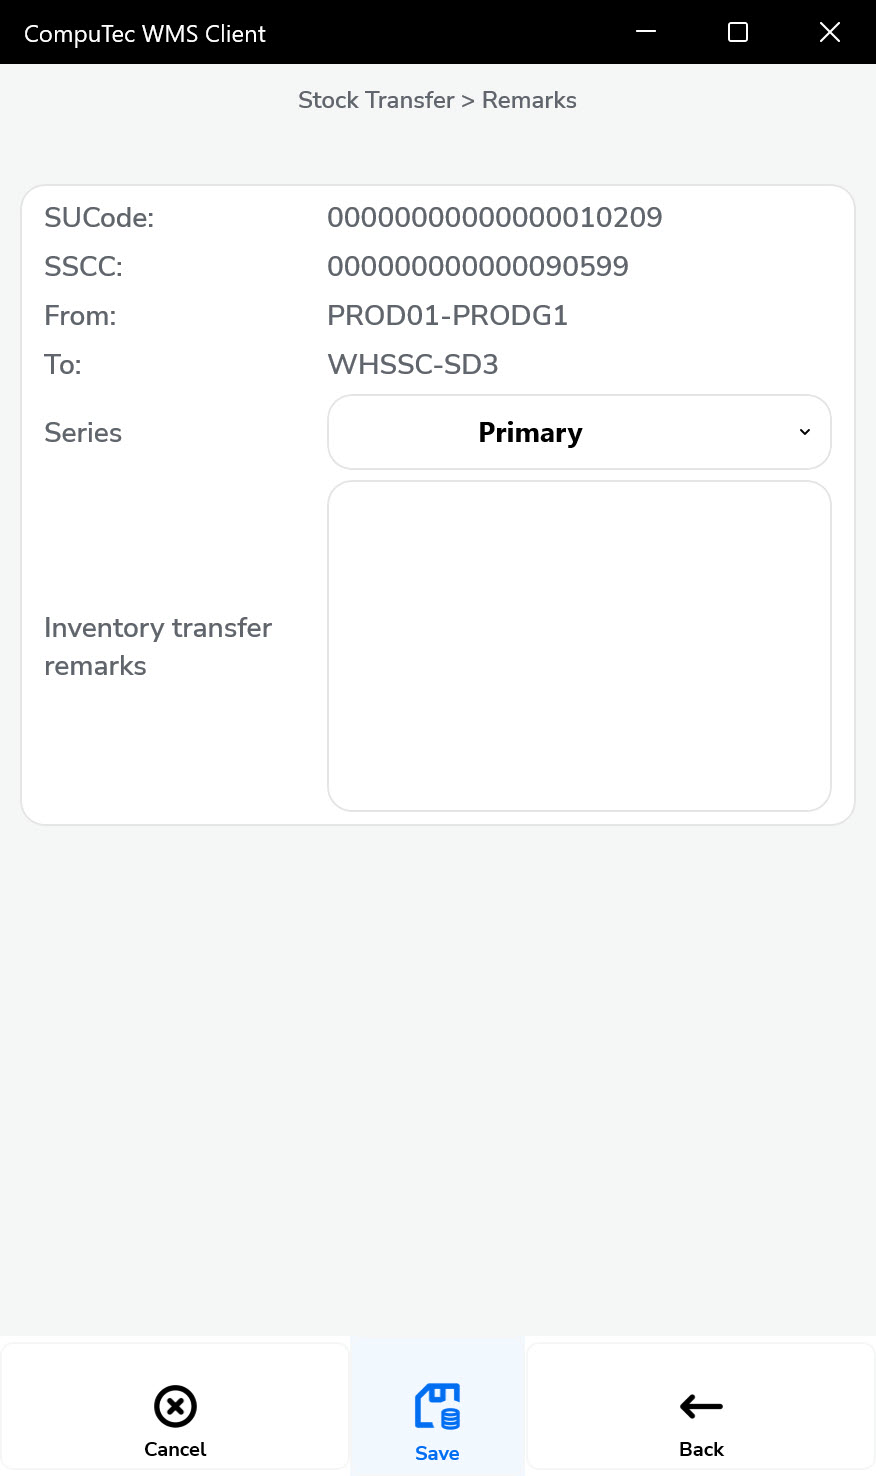 CompuTec WMS Client
Stock Transfer > Remarks
SUCode: 00000000000000010209
SSCC: 000000000000090599
From: PROD01-PRODG1
To: WHSSC-SD3
Series Primary
Inventory transfer
remarks
Cancel Save Back